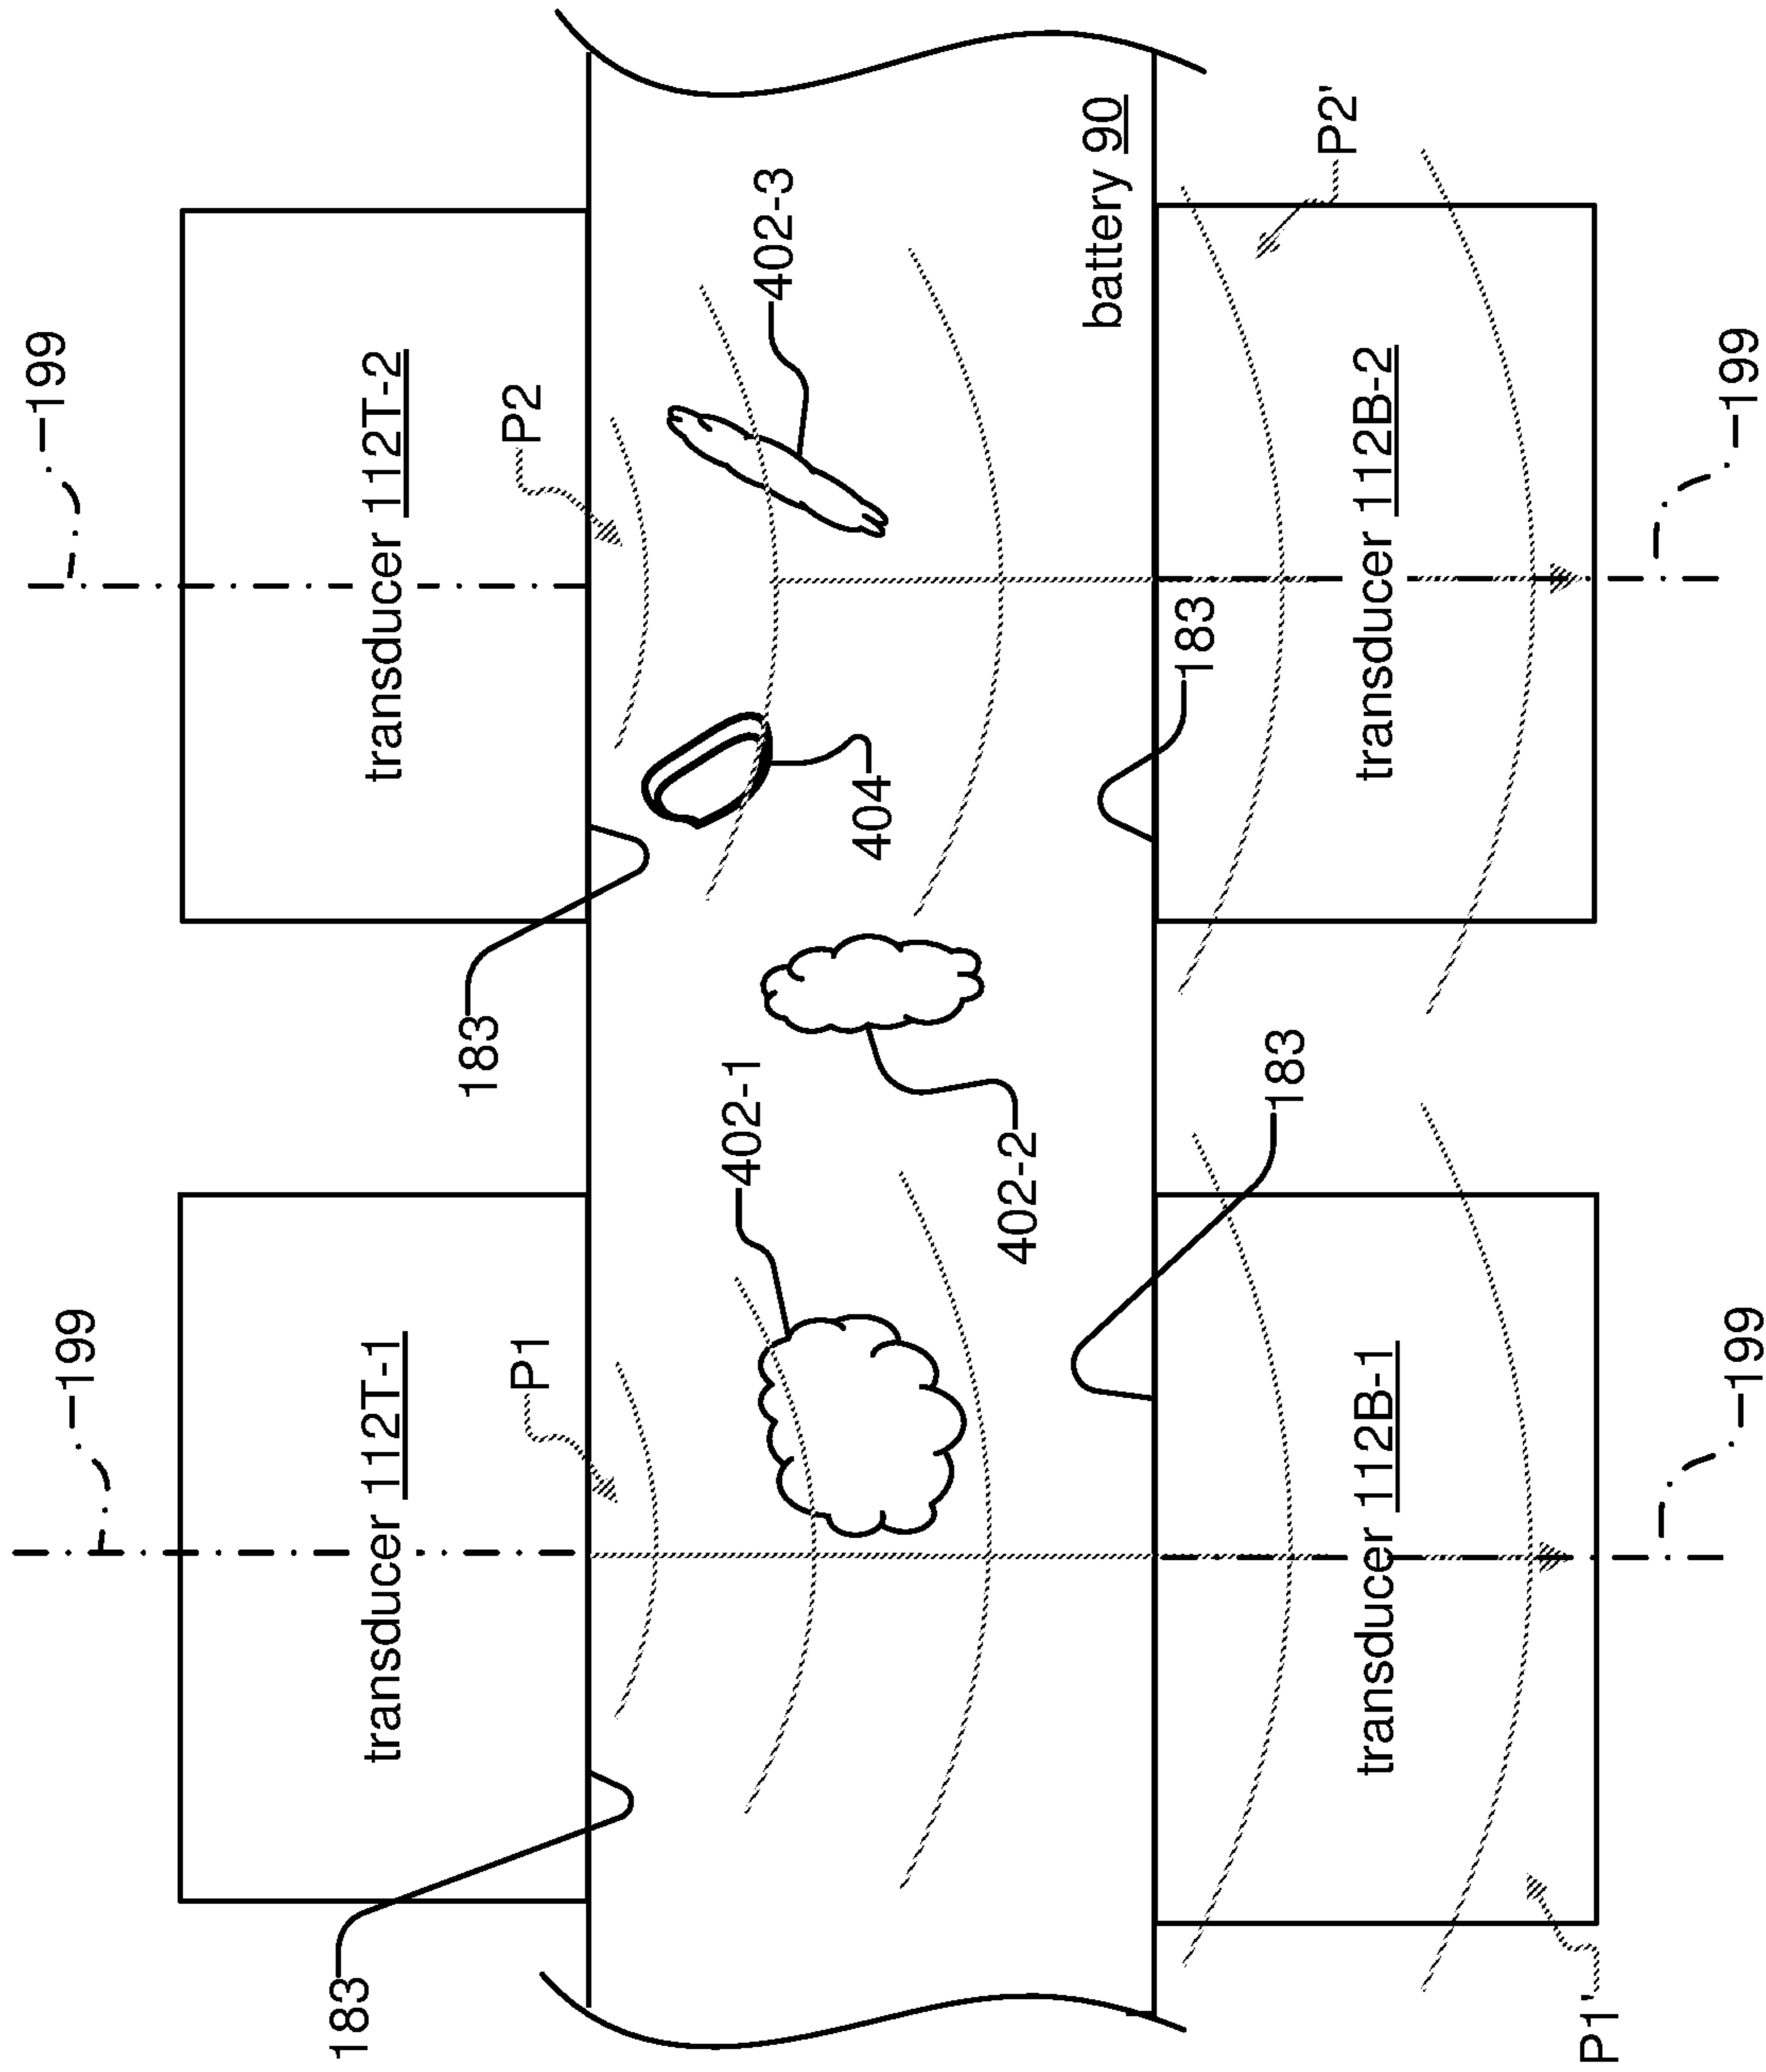 199
199
transducer 112T-1
transducer 112T-2
183
P1
P2
183
402-1
402-3
404
402-2
battery 90
183
183
P2'
transducer 112B-1
transducer 112B-2
P1'
199
199